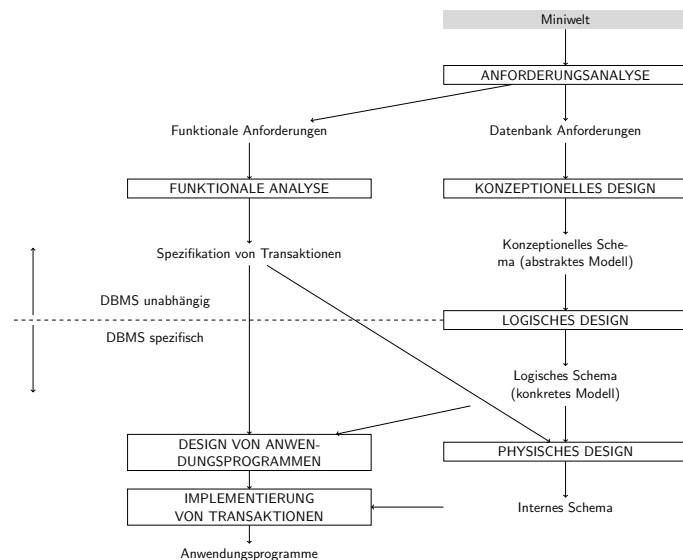 Miniwelt
ANFORDERUNGSANALYSE
Funktionale Anforderungen
Datenbank Anforderungen
FUNKTIONALE ANALYSE
KONZEPTIONELLES DESIGN
Spezifikation von Transaktionen
Konzeptionelles Sche-
ma (abstraktes Modell)
DBMS unabhängig
LOGISCHES DESIGN
DBMS spezifisch
Logisches Schema
(konkretes Modell)
DESIGN VON ANWEN-
DUNGSPROGRAMMEN
PHYSISCHES DESIGN
IMPLEMENTIERUNG
VON TRANSAKTIONEN
Internes Schema
Anwendungsprogramme